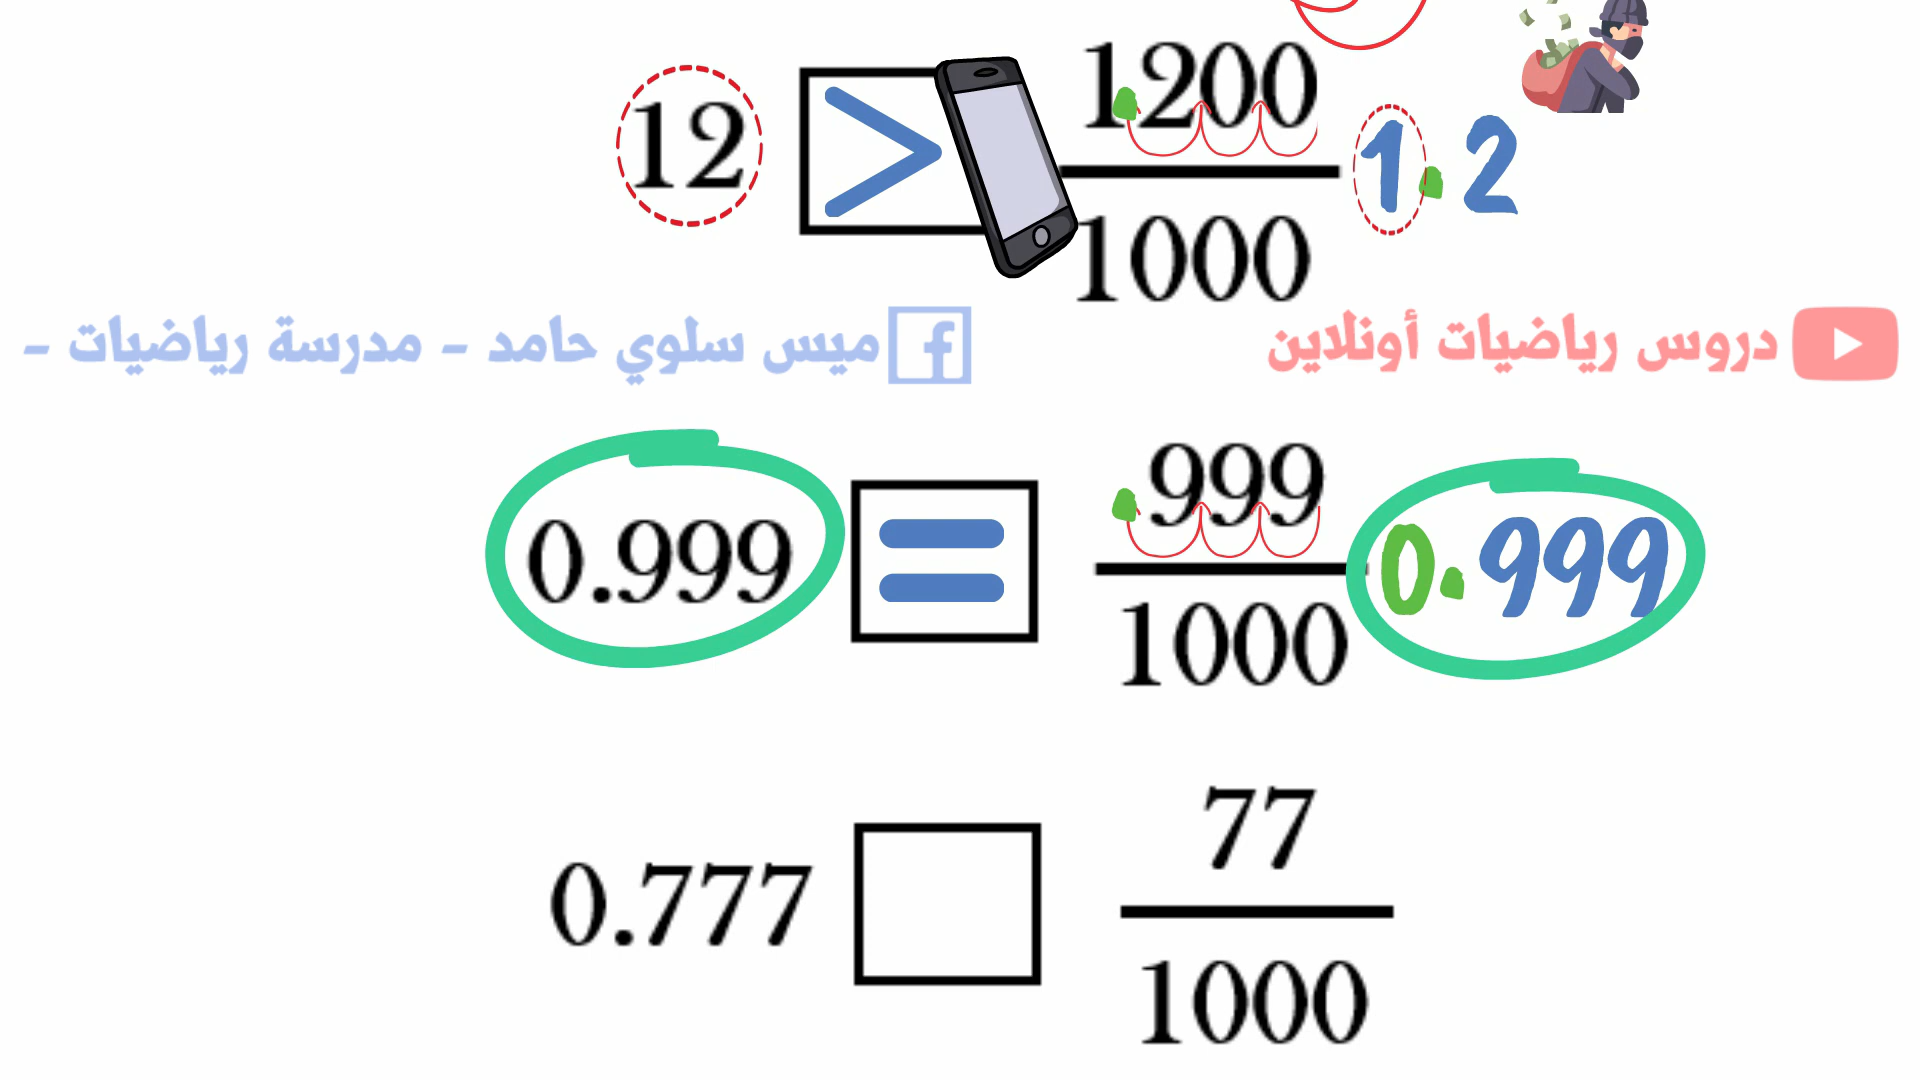 12 > 1200/1000 1.2
دروس رياضيات أونلاين
ميس سلوي حامد - مدرسة رياضيات -
0.999 = .999/1000 0.999
0.777 77/1000